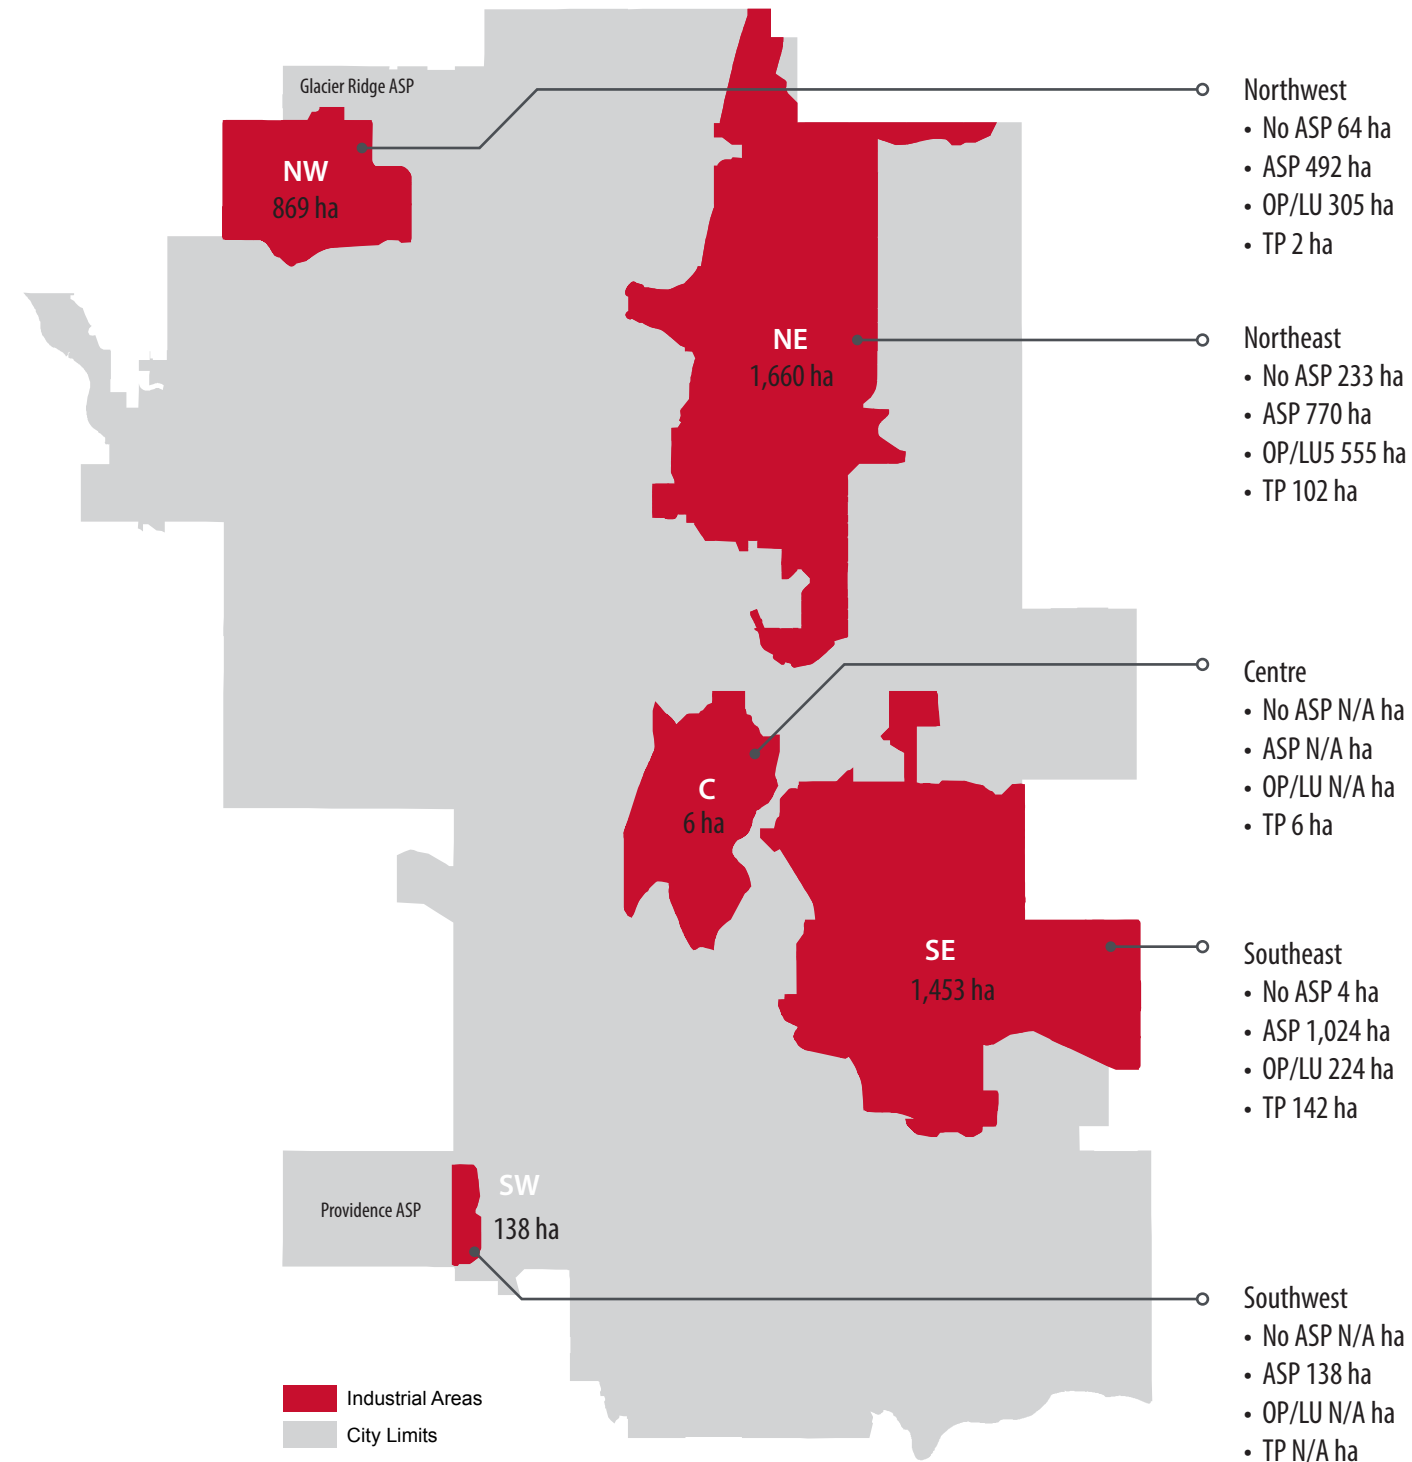 Glacier Ridge ASP
NW
869 ha
NE
1,660 ha
C
6 ha
SE
1,453 ha
SW
138 ha
Providence ASP
Industrial Areas
City Limits
Northwest
• No ASP 64 ha
• ASP 492 ha
• OP/LU 305 ha
• TP 2 ha
Northeast
• No ASP 233 ha
• ASP 770 ha
• OP/LU5 555 ha
• TP 102 ha
Centre
• No ASP N/A ha
• ASP N/A ha
• OP/LU N/A ha
• TP 6 ha
Southeast
• No ASP 4 ha
• ASP 1,024 ha
• OP/LU 224 ha
• TP 142 ha
Southwest
• No ASP N/A ha
• ASP 138 ha
• OP/LU N/A ha
• TP N/A ha